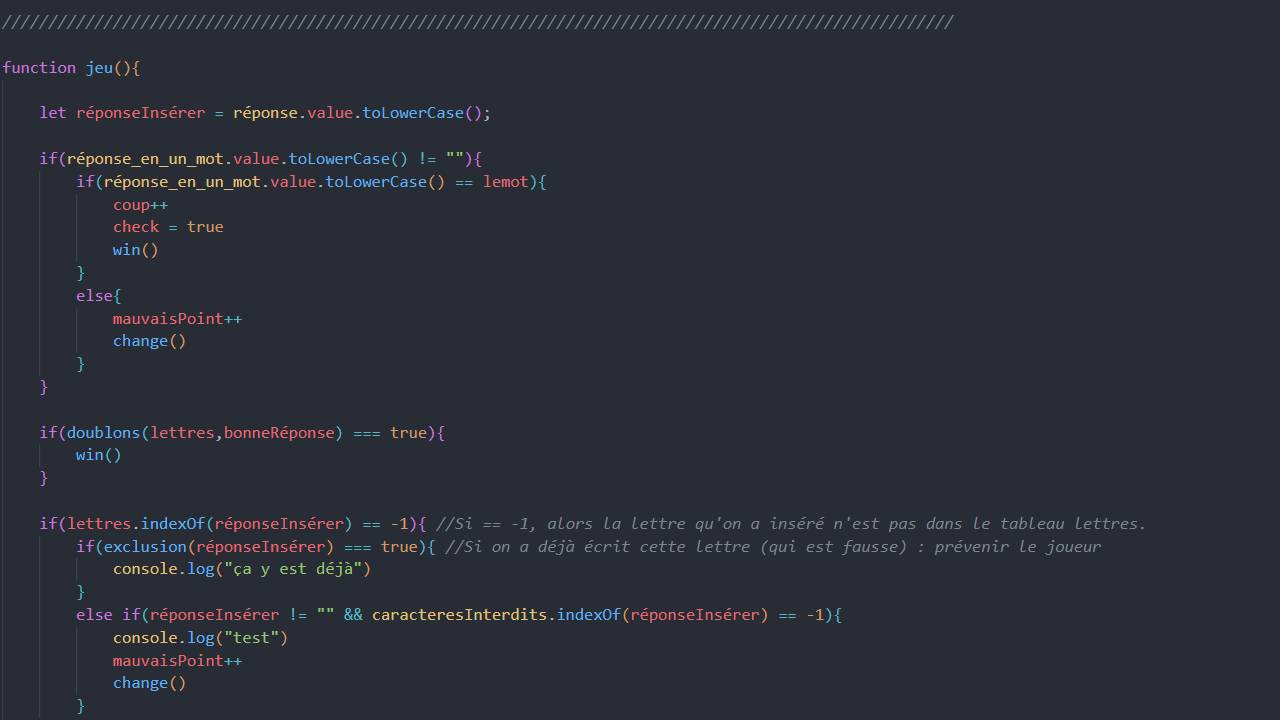 ////////////////////////////////////////////////////////////////////////////////////////////////////////
function jeu(){
let réponseInsérer = réponse.value.toLowerCase();
if(réponse_en_un_mot.value.toLowerCase() != ""){
if(réponse_en_un_mot.value.toLowerCase() == lemot){
coup++
check = true
win()
}
else{
mauvaisPoint++
change()
}
}
if(doublons(lettres,bonneRéponse) === true){
win()
}
if(lettres.indexOf(réponseInsérer) == -1){ //Si == -1, alors la lettre qu'on a inséré n'est pas dans le tableau lettres.
if(exclusion(réponseInsérer) === true){ //Si on a déjà écrit cette lettre (qui est fausse) : prévenir le joueur
console.log("ça y est déjà")
}
else if(réponseInsérer != "" && caracteresInterdits.indexOf(réponseInsérer) == -1){
console.log("test")
mauvaisPoint++
change()
}